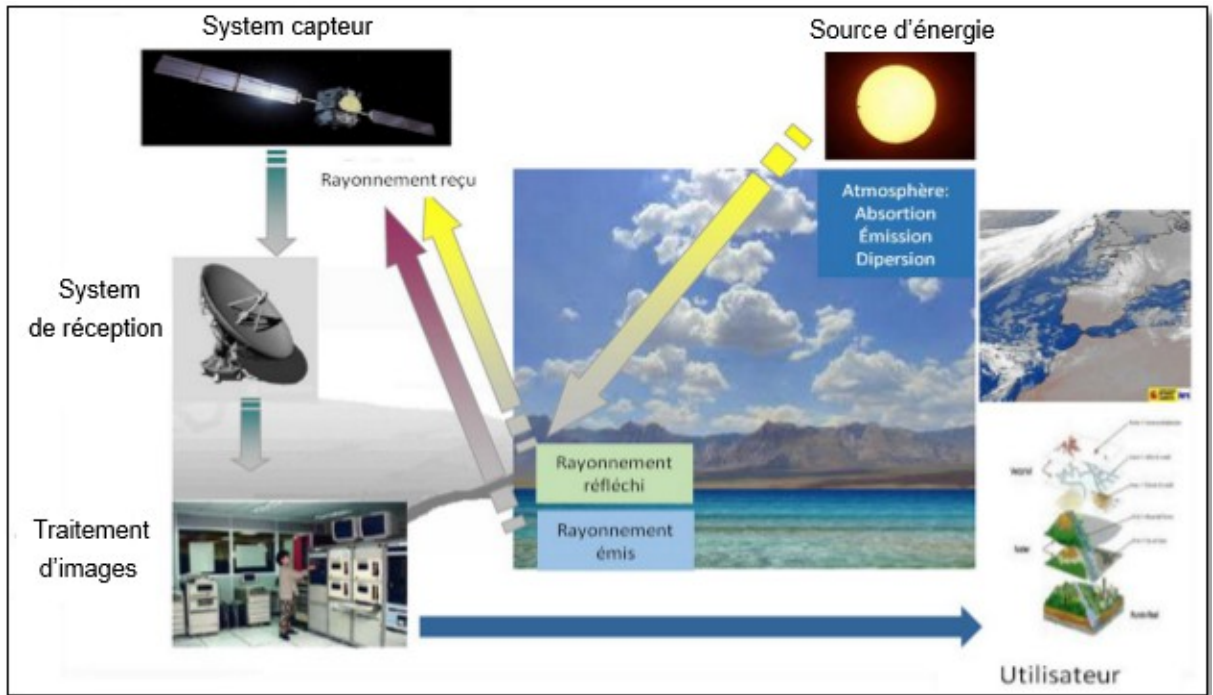 System capteur
Source d'énergie
Rayonnement reçu
Atmosphère:
Absortion
Émission
Dipersion
System
de réception
Rayonnement
réfléchi
Rayonnement
émis
Traitement
d'images
Utilisateur